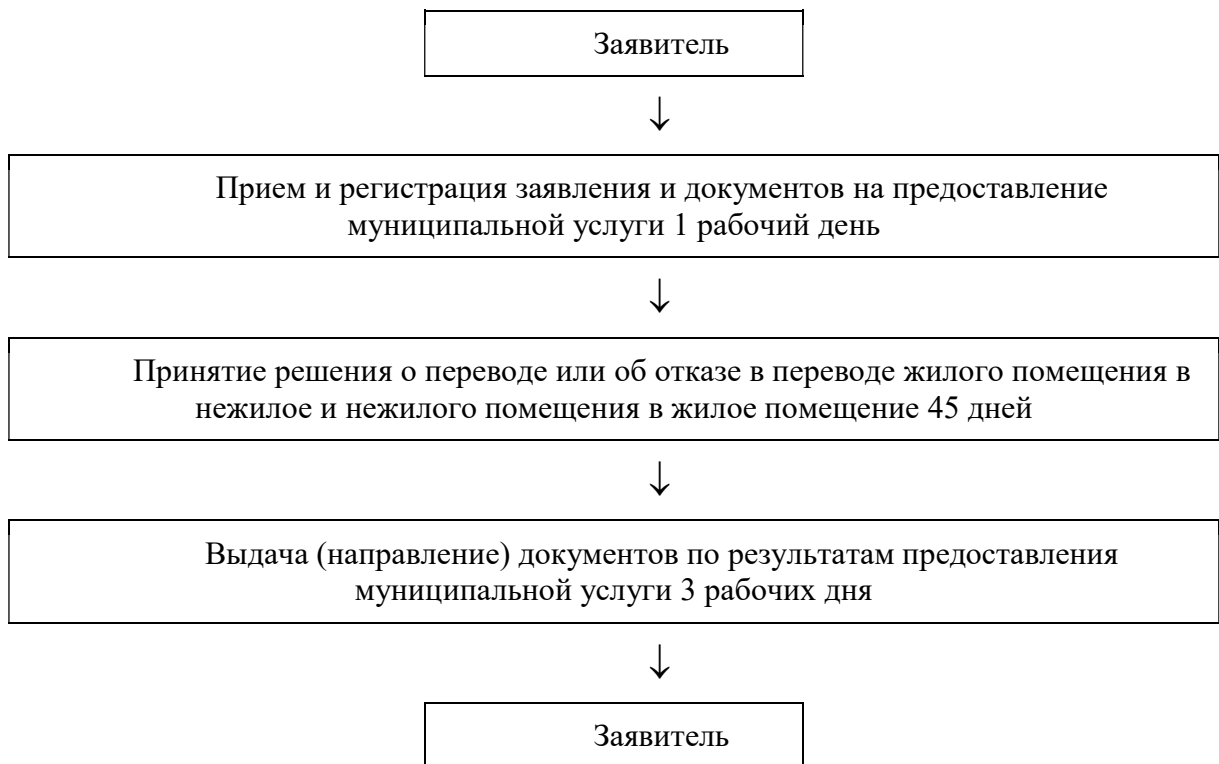 Заявитель
↓
Прием и регистрация заявления и документов на предоставление
муниципальной услуги 1 рабочий день
↓
Принятие решения о переводе или об отказе в переводе жилого помещения в
нежилое и нежилого помещения в жилое помещение 45 дней
↓
Выдача (направление) документов по результатам предоставления
муниципальной услуги 3 рабочих дня
↓
Заявитель